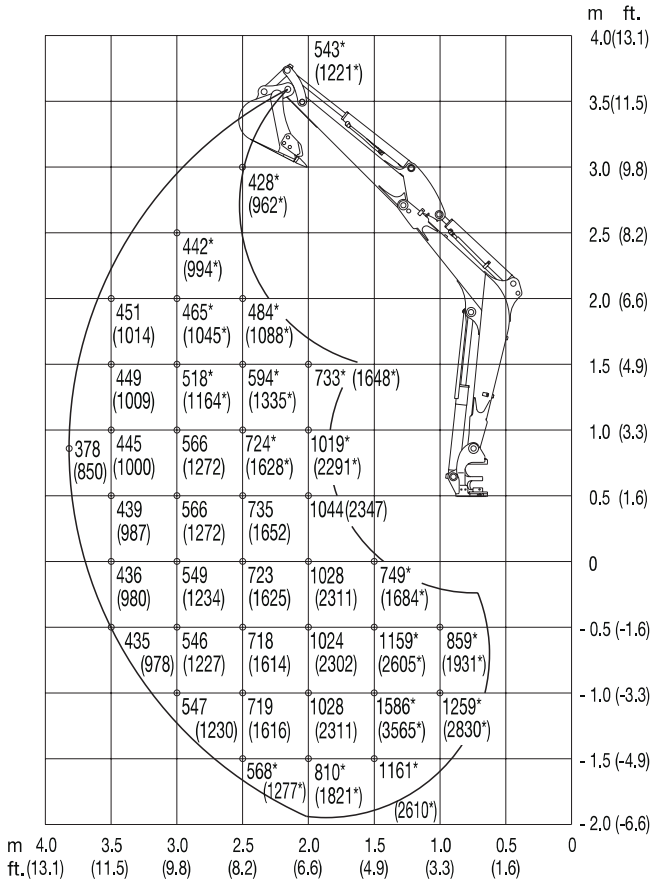 m ft.
4.0(13.1)
543*
(1221*)
3.5(11.5)
3.0 (9.8)
428*
(962*)
2.5 (8.2)
442*
(994*)
2.0 (6.6)
451 465* 484*
(1014) (1045*) (1088*)
1.5 (4.9)
449 518* 594* 733* (1648*)
(1009) (1164*) (1335*)
1.0 (3.3)
378 445 566 724* 1019*
(850) (1000) (1272) (1628*) (2291*)
0.5 (1.6)
439 566 735 1044(2347)
(987) (1272) (1652)
0
436 549 723 1028 749*
(980) (1234) (1625) (2311) (1684*)
- 0.5 (-1.6)
435 546 718 1024 1159* 859*
(978) (1227) (1614) (2302) (2605*) (1931*)
- 1.0 (-3.3)
547 719 1028 1586* 1259*
(1230) (1616) (2311) (3565*) (2830*)
- 1.5 (-4.9)
568* 810* 1161*
(1277*) (1821*) (2610*)
- 2.0 (-6.6)
m 4.0 3.5 3.0 2.5 2.0 1.5 1.0 0.5 0
ft.(13.1) (11.5) (9.8) (8.2) (6.6) (4.9) (3.3) (1.6)